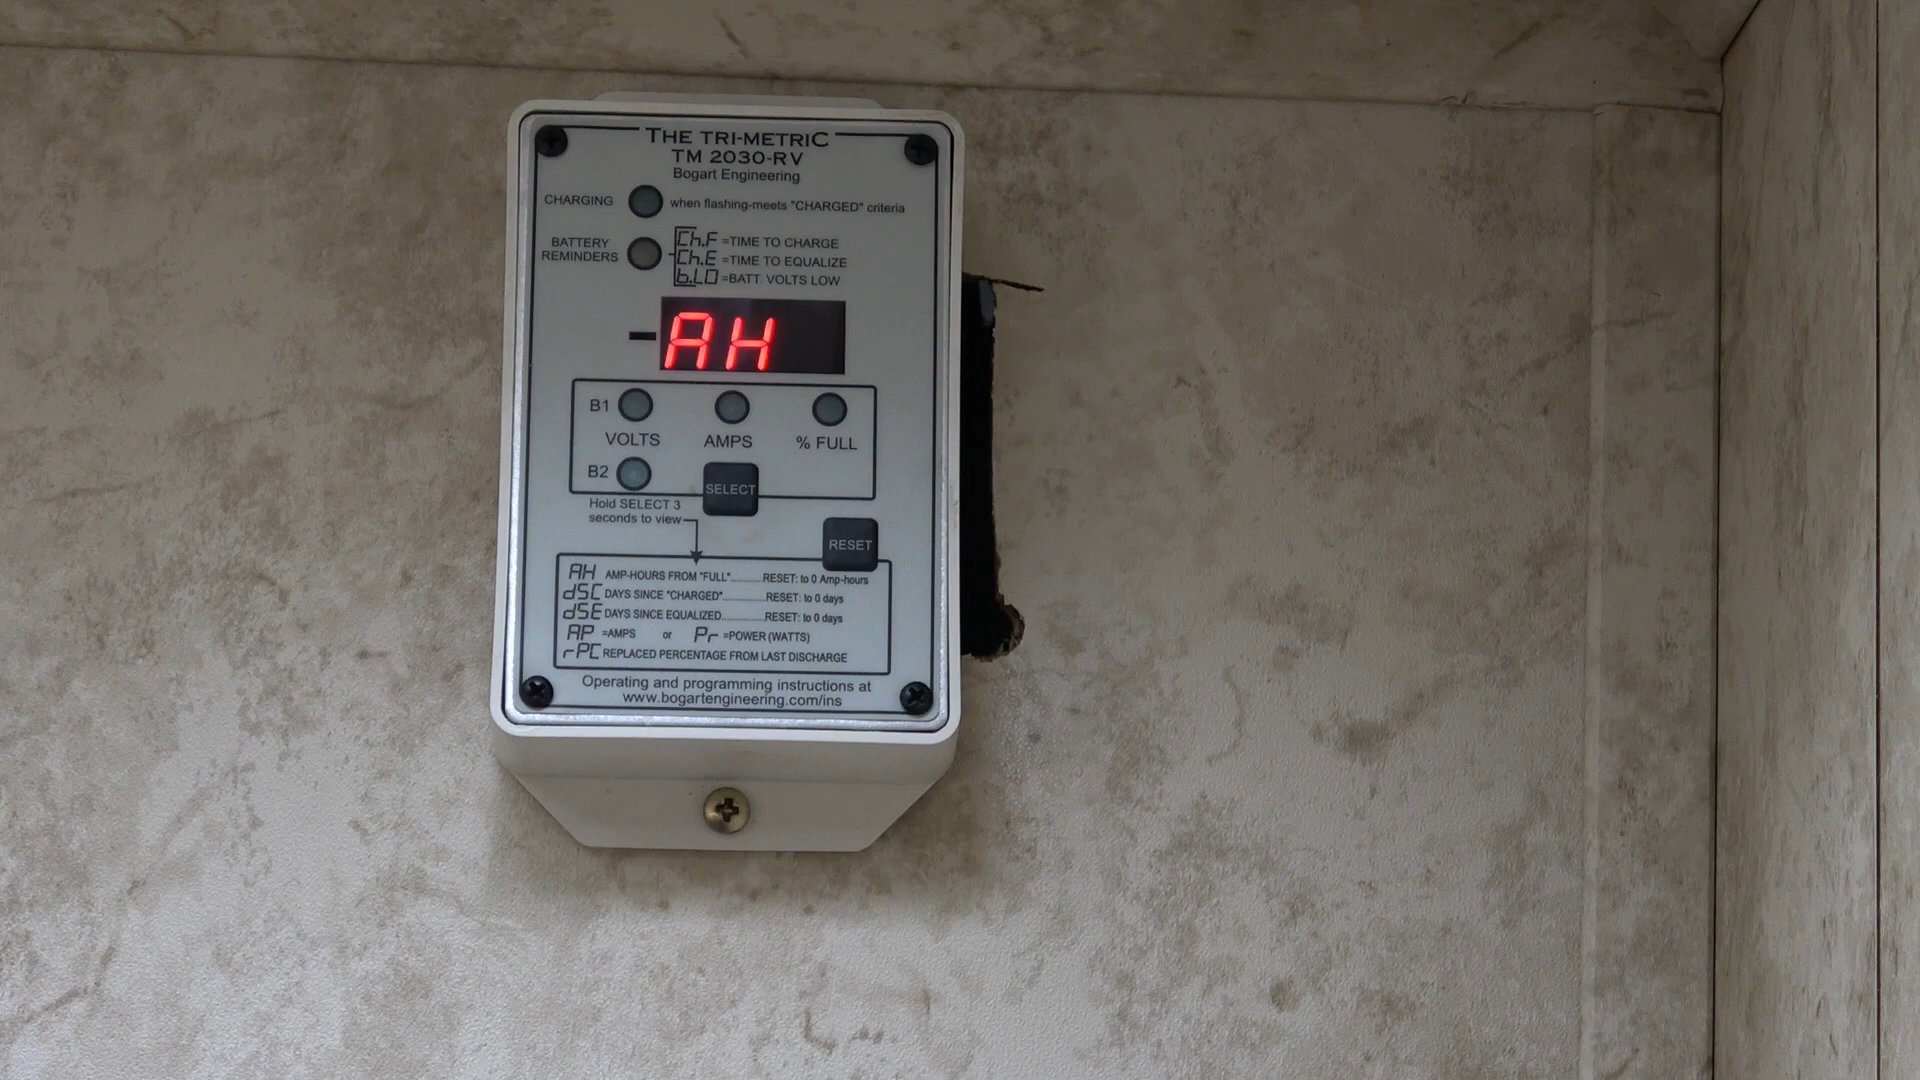 THE TRI-METRIC
TM 2030-RV
Bogart Engineering
CHARGING when flashing-meets "CHARGED" criteria
BATTERY REMINDERS
Ch.F =TIME TO CHARGE
Ch.E =TIME TO EQUALIZE
b.LO =BATT. VOLTS LOW
AH
B1
VOLTS AMPS % FULL
B2
SELECT
Hold SELECT 3
seconds to view
RESET
AH AMP-HOURS FROM "FULL"..........RESET: to 0 Amp-hours
dSC DAYS SINCE "CHARGED"..............RESET: to 0 days
dSE DAYS SINCE EQUALIZED..............RESET: to 0 days
AP =AMPS or Pr =POWER (WATTS)
rPC REPLACED PERCENTAGE FROM LAST DISCHARGE
Operating and programming instructions at
www.bogartengineering.com/ins